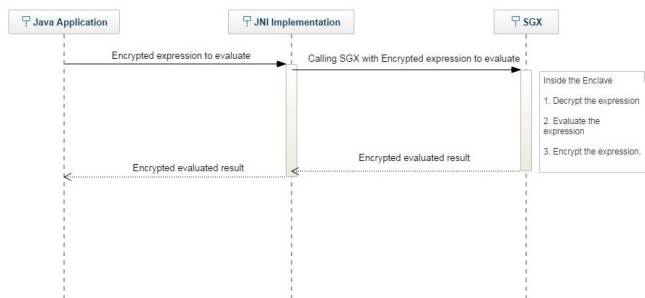 Java Application
JNI Implementation
SGX
Encrypted expression to evaluate
Calling SGX with Encrypted expression to evaluate
Inside the Enclave
1. Decrypt the expression
2. Evaluate the
expression
3. Encrypt the expression.
Encrypted evaluated result
Encrypted evaluated result